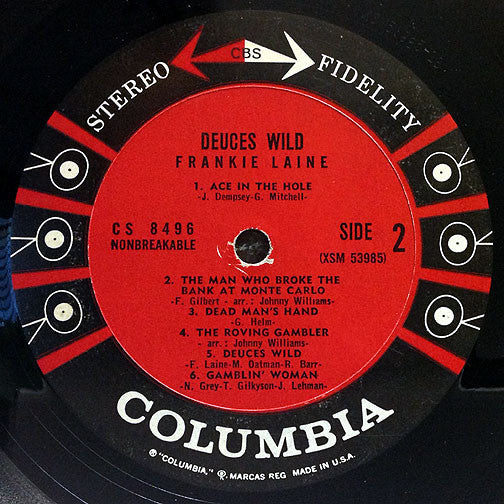 STEREO CBS FIDELITY
DEUCES WILD
FRANKIE LAINE
1. ACE IN THE HOLE
-J. Dempsey-G. Mitchell-
CS 8496
NONBREAKABLE
SIDE 2
(XSM 53985)
2. THE MAN WHO BROKE THE
BANK AT MONTE CARLO
-F. Gilbert - arr.: Johnny Williams-
3. DEAD MAN'S HAND
-G. Helm-
4. THE ROVING GAMBLER
- arr.: Johnny Williams-
5. DEUCES WILD
-F. Laine-M. Oatman-R. Barr-
6. GAMBLIN' WOMAN
-N. Grey-T. Gilkyson-J. Lehman-
COLUMBIA
® "COLUMBIA," ®, MARCAS REG MADE IN U.S.A.